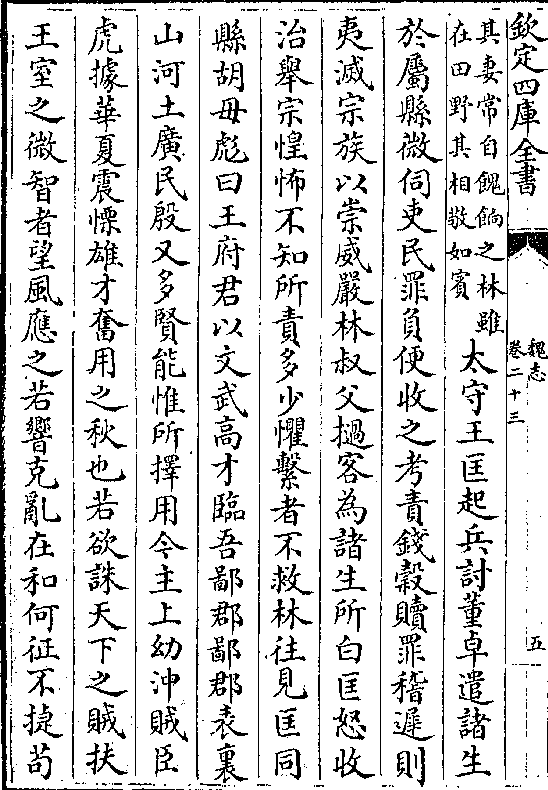 欽定四庫全書
魏志
卷二十三
五
其妻常自餽餉之林雖
在田野其相敬如賓
太守王匡起兵討董卓遣諸生
於屬縣微伺吏民罪負便收之考責錢榖贖罪稽遲則
夷滅宗族以崇威嚴林叔父撾客為諸生所白匡怒收
治舉宗惶怖不知所責多少懼繫者不救林往見匡同
縣胡毋彪曰王府君以文武高才臨吾鄙郡鄙郡表裏
山河土廣民殷又多賢能惟所擇用今主上幼沖賊臣
虎據華夏震慄雄才奮用之秋也若欲誅天下之賊扶
王室之微智者望風應之若響克亂在和何征不捷苟